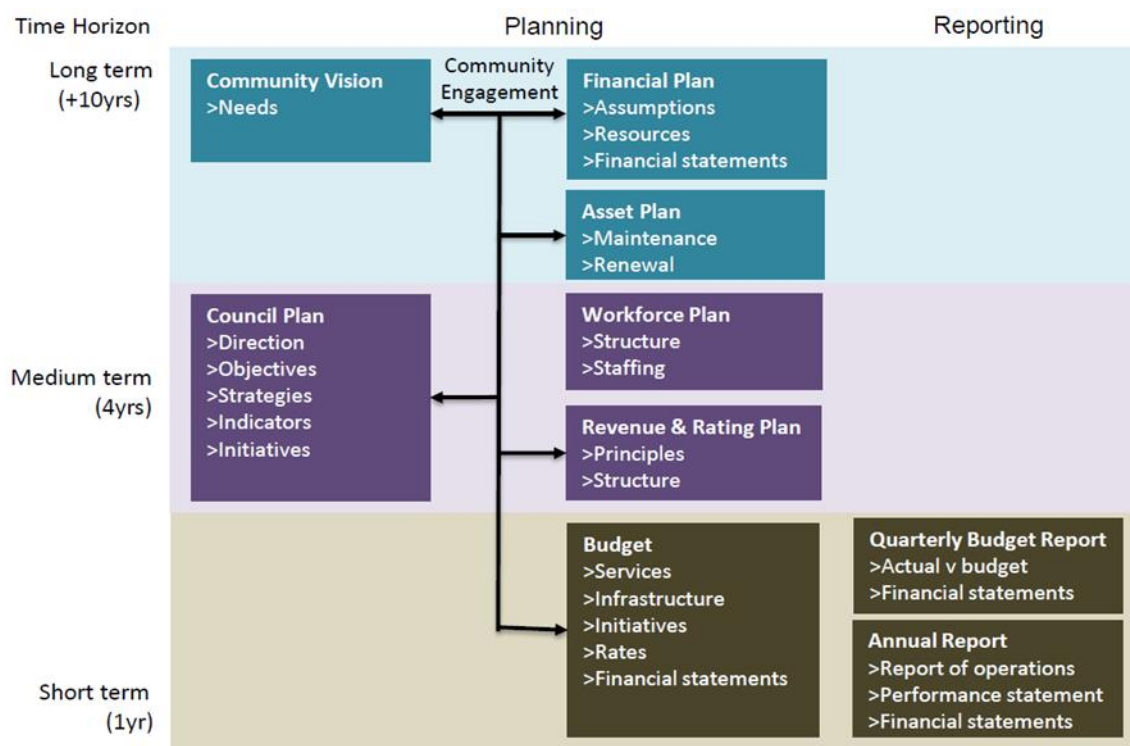 Time Horizon
Planning
Reporting
Long term
(+10yrs)
Community Vision
>Needs
Community
Engagement
Financial Plan
>Assumptions
>Resources
>Financial statements
Asset Plan
>Maintenance
>Renewal
Medium term
(4yrs)
Council Plan
>Direction
>Objectives
>Strategies
>Indicators
>Initiatives
Workforce Plan
>Structure
>Staffing
Revenue & Rating Plan
>Principles
>Structure
Short term
(1yr)
Budget
>Services
>Infrastructure
>Initiatives
>Rates
>Financial statements
Quarterly Budget Report
>Actual v budget
>Financial statements
Annual Report
>Report of operations
>Performance statement
>Financial statements